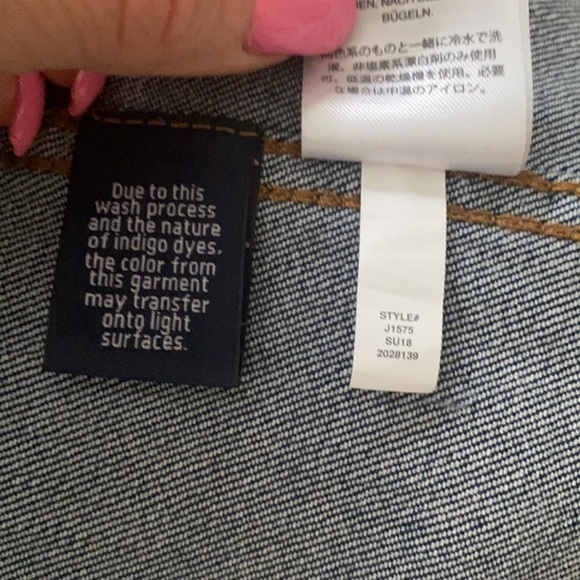 BÜGELN.
同色系のものと一緒に冷水で洗
濯。非塩素系漂白剤のみ使用
可。低温の乾燥機を使用。必要
な場合は中温のアイロン。
Due to this
wash process
and the nature
of indigo dyes,
the color from
this garment
may transfer
onto light
surfaces.
STYLE#
J1575
SU18
2028139